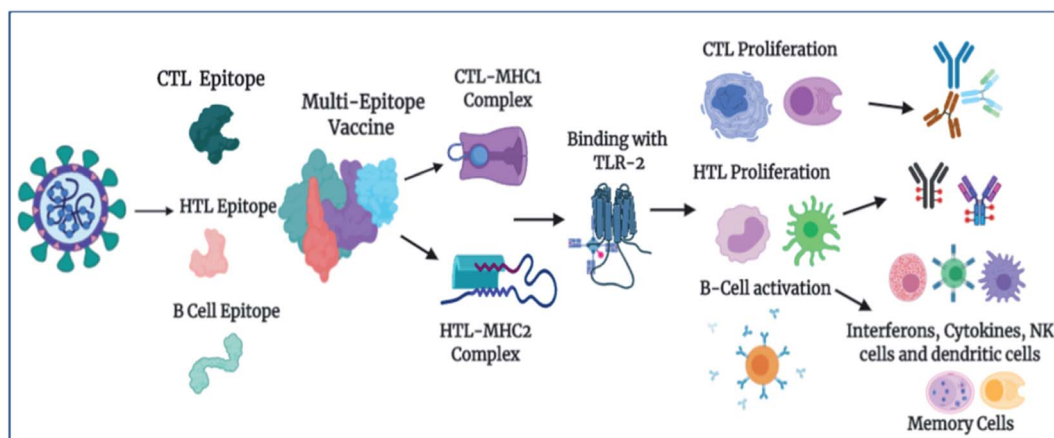 CTL Epitope
HTL Epitope
B Cell Epitope
Multi-Epitope
Vaccine
CTL-MHC1
Complex
HTL-MHC2
Complex
Binding with
TLR-2
CTL Proliferation
HTL Proliferation
B-Cell activation
Interferons, Cytokines, NK
cells and dendritic cells
Memory Cells